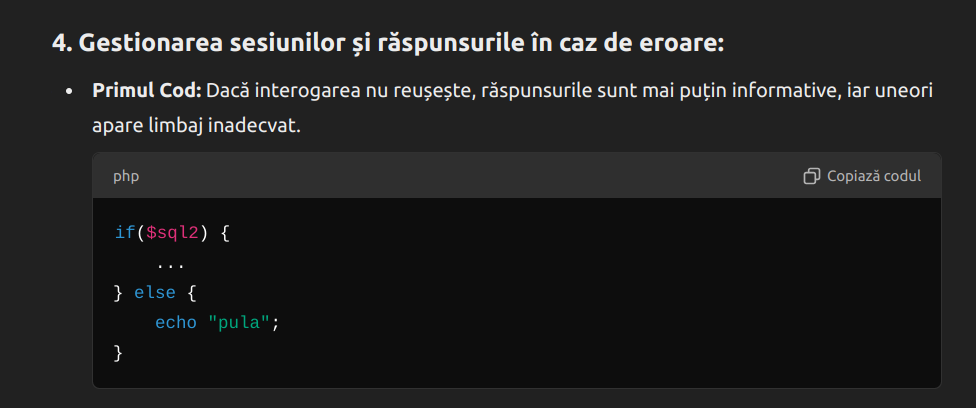 4. Gestionarea sesiunilor și răspunsurile în caz de eroare:
• Primul Cod: Dacă interogarea nu reușește, răspunsurile sunt mai puțin informative, iar uneori
apare limbaj inadecvat.
php
Copiază codul
if($sql2) {
    ...
} else {
    echo "pula";
}